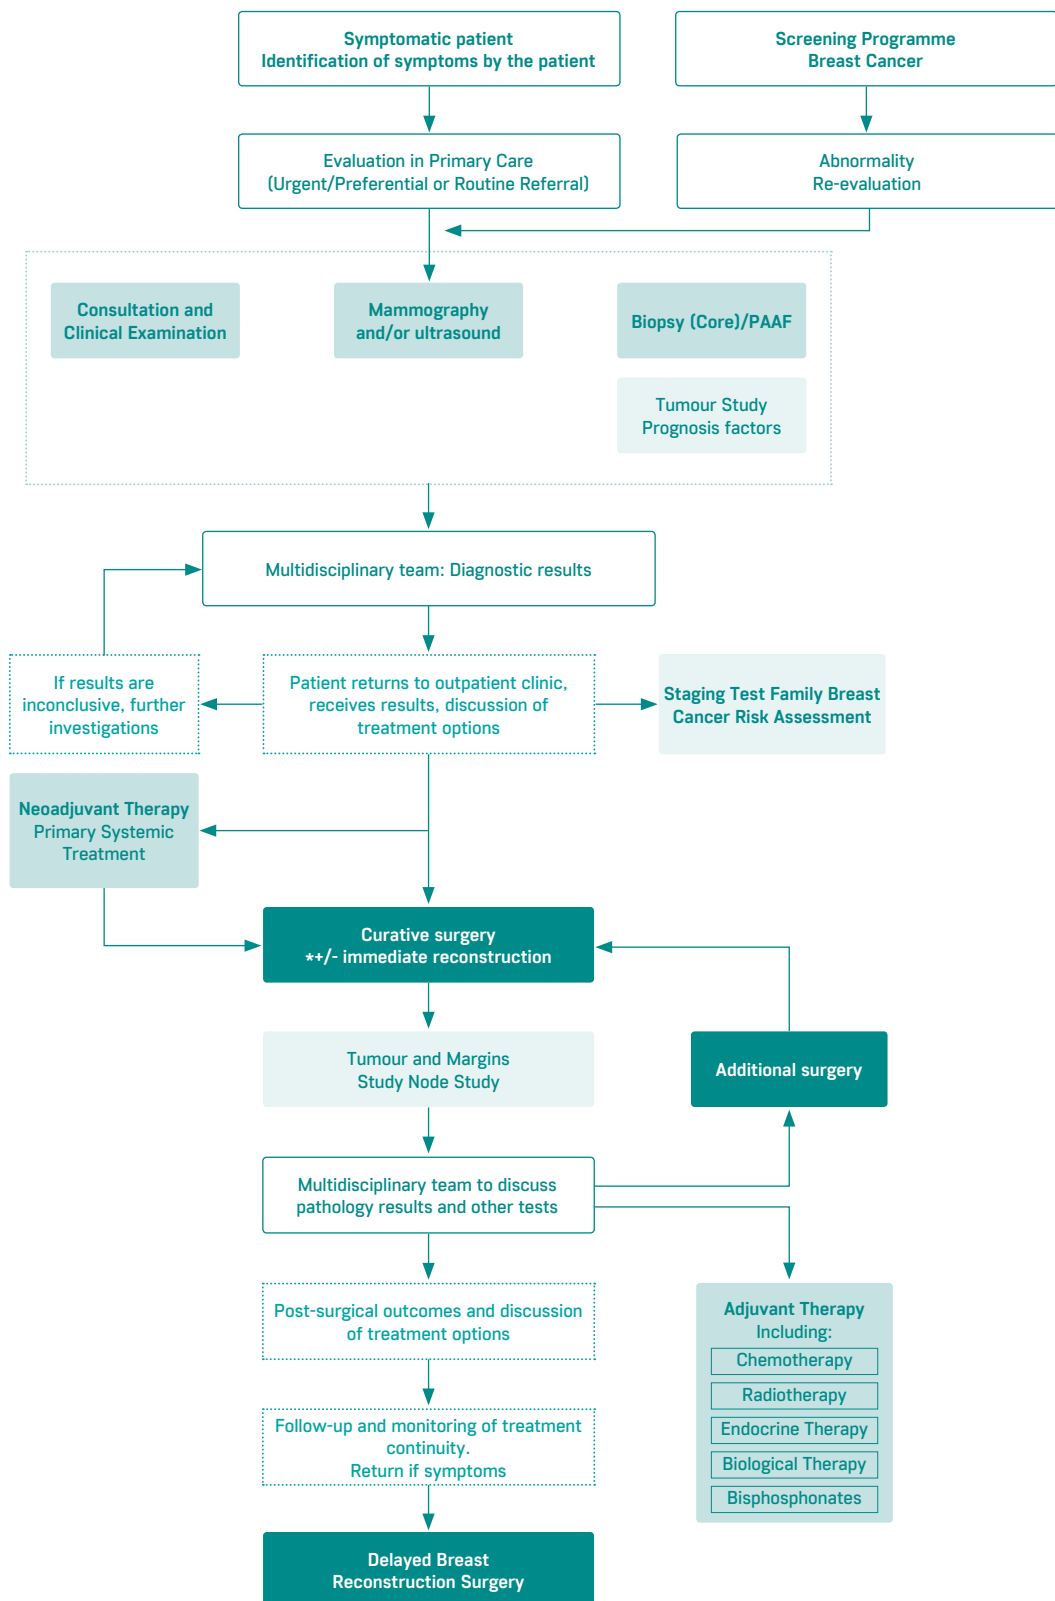 Symptomatic patient
Identification of symptoms by the patient
Screening Programme
Breast Cancer
Evaluation in Primary Care
(Urgent/Preferential or Routine Referral)
Abnormality
Re-evaluation
Consultation and
Clinical Examination
Mammography
and/or ultrasound
Biopsy (Core)/PAAF
Tumour Study
Prognosis factors
Multidisciplinary team: Diagnostic results
If results are
inconclusive, further
investigations
Patient returns to outpatient clinic,
receives results, discussion of
treatment options
Staging Test Family Breast
Cancer Risk Assessment
Neoadjuvant Therapy
Primary Systemic
Treatment
Curative surgery
*+/- immediate reconstruction
Tumour and Margins
Study Node Study
Additional surgery
Multidisciplinary team to discuss
pathology results and other tests
Post-surgical outcomes and discussion
of treatment options
Adjuvant Therapy
Including:
Chemotherapy
Radiotherapy
Endocrine Therapy
Biological Therapy
Bisphosphonates
Follow-up and monitoring of treatment
continuity.
Return if symptoms
Delayed Breast
Reconstruction Surgery